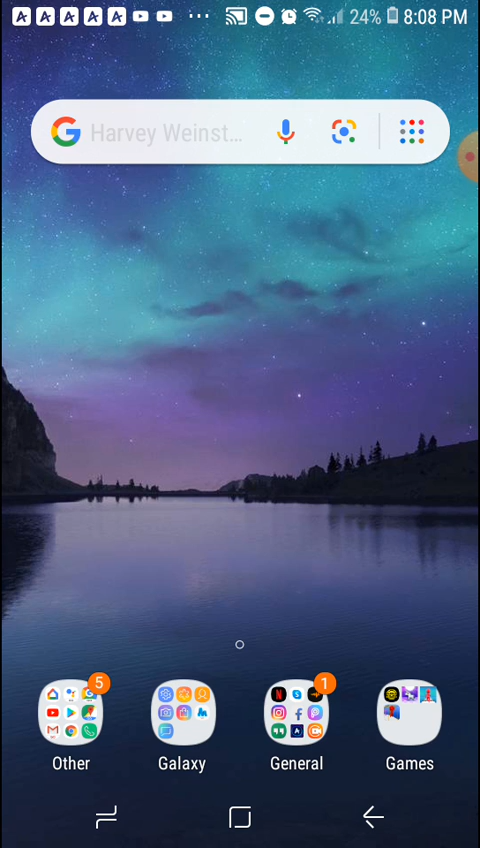 24% 8:08 PM
Harvey Weinst...
5
1
Other
Galaxy
General
Games